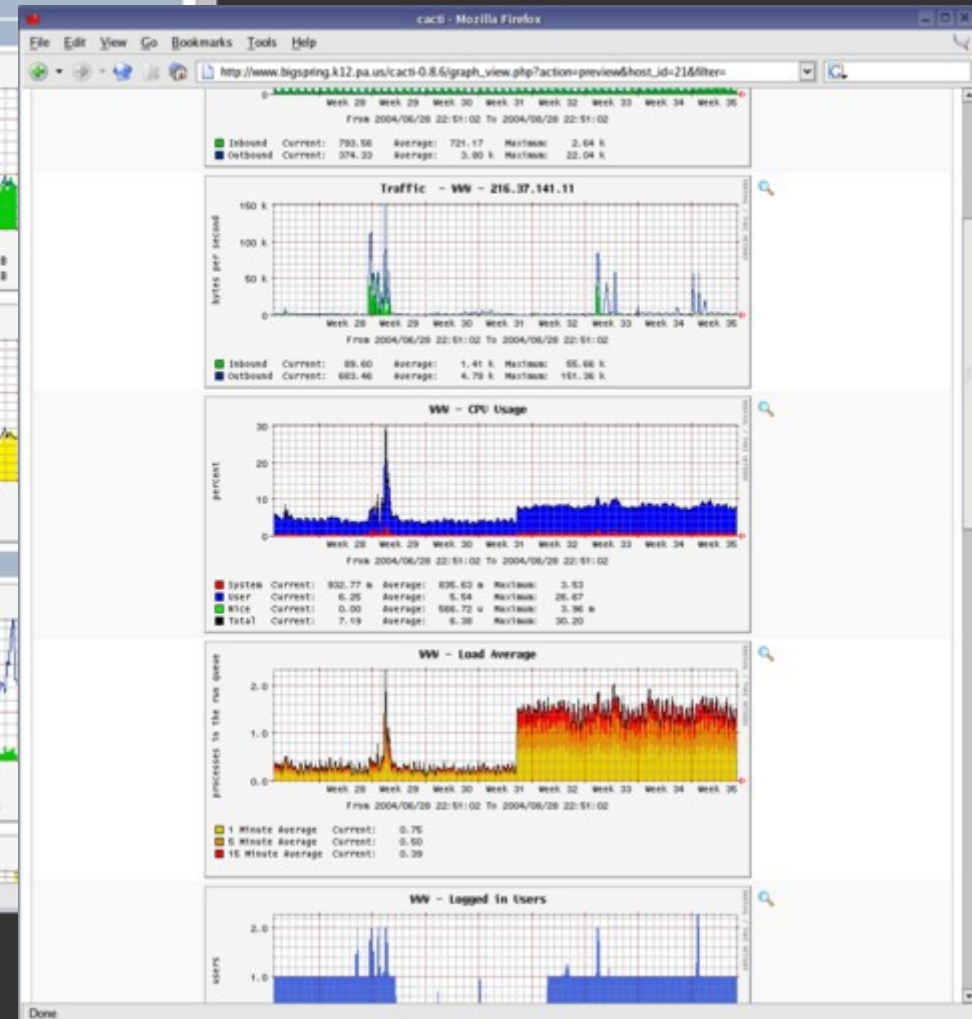 cacti - Mozilla Firefox
File Edit View Go Bookmarks Tools Help
http://www.bigspring.k12.pa.us/cacti-0.8.6/graph_view.php?action=preview&host_id=21&filter=
0
Week 28 Week 29 Week 30 Week 31 Week 32 Week 33 Week 34 Week 35
From 2004/06/28 22:51:02 To 2004/08/28 22:51:02
Inbound Current: 793.56 Average: 721.17 Maximum: 2.64 k
Outbound Current: 374.33 Average: 3.80 k Maximum: 22.04 k
Traffic - WWW - 216.37.141.11
bytes per second
150 k
100 k
50 k
0
Week 28 Week 29 Week 30 Week 31 Week 32 Week 33 Week 34 Week 35
From 2004/06/28 22:51:02 To 2004/08/28 22:51:02
Inbound Current: 89.60 Average: 1.41 k Maximum: 55.66 k
Outbound Current: 683.46 Average: 4.78 k Maximum: 151.36 k
WWW - CPU Usage
percent
30
20
10
0
Week 28 Week 29 Week 30 Week 31 Week 32 Week 33 Week 34 Week 35
From 2004/06/28 22:51:02 To 2004/08/28 22:51:02
System Current: 932.77 m Average: 835.63 m Maximum: 3.53
User Current: 6.25 Average: 5.54 Maximum: 26.67
Nice Current: 0.00 Average: 586.72 u Maximum: 3.96 m
Total Current: 7.19 Average: 6.38 Maximum: 30.20
WWW - Load Average
processes in the run queue
2.0
1.0
0.0
Week 28 Week 29 Week 30 Week 31 Week 32 Week 33 Week 34 Week 35
From 2004/06/28 22:51:02 To 2004/08/28 22:51:02
1 Minute Average Current: 0.75
5 Minute Average Current: 0.50
15 Minute Average Current: 0.39
WWW - Logged in Users
users
2.0
1.0
Done